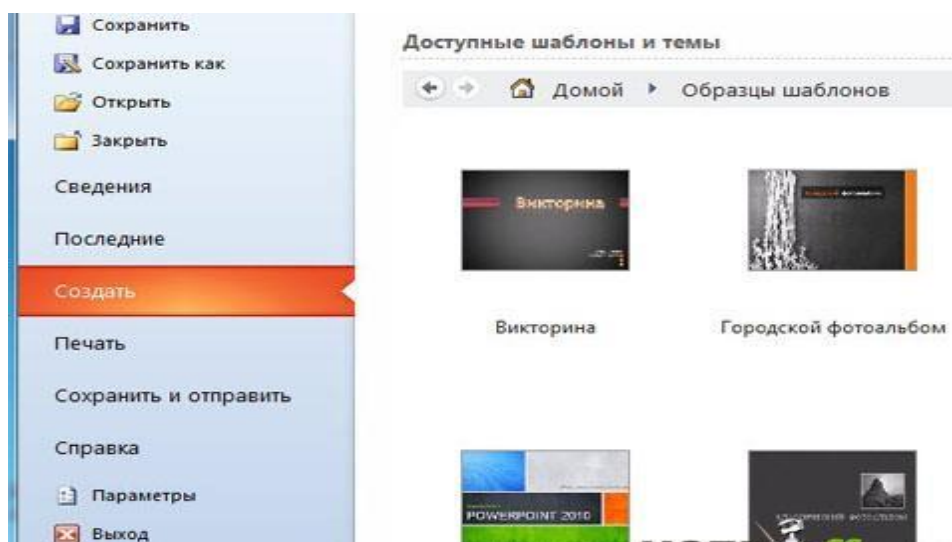 Сохранить
Сохранить как
Открыть
Закрыть
Сведения
Последние
Создать
Печать
Сохранить и отправить
Справка
Параметры
Выход
Доступные шаблоны и темы
Домой
Образцы шаблонов
Викторина
Викторина
Городской фотоальбом
POWERPOINT 2010